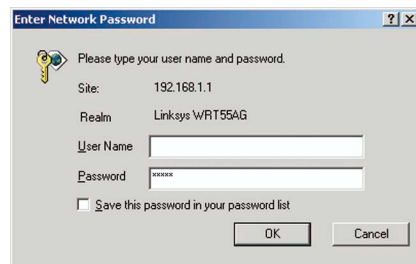 Enter Network Password
Please type your user name and password.
Site: 192.168.1.1
Realm Linksys WRT55AG
User Name
Password xxxxx
Save this password in your password list
OK Cancel